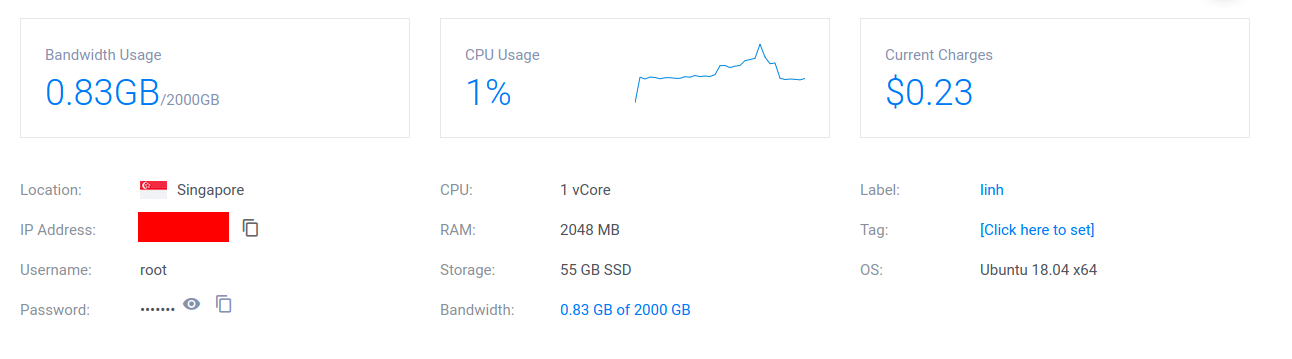 Bandwidth Usage
0.83GB/2000GB
CPU Usage
1%
Current Charges
$0.23
Location: Singapore
IP Address:
Username: root
Password: •••••••
CPU: 1 vCore
RAM: 2048 MB
Storage: 55 GB SSD
Bandwidth: 0.83 GB of 2000 GB
Label: linh
Tag: [Click here to set]
OS: Ubuntu 18.04 x64